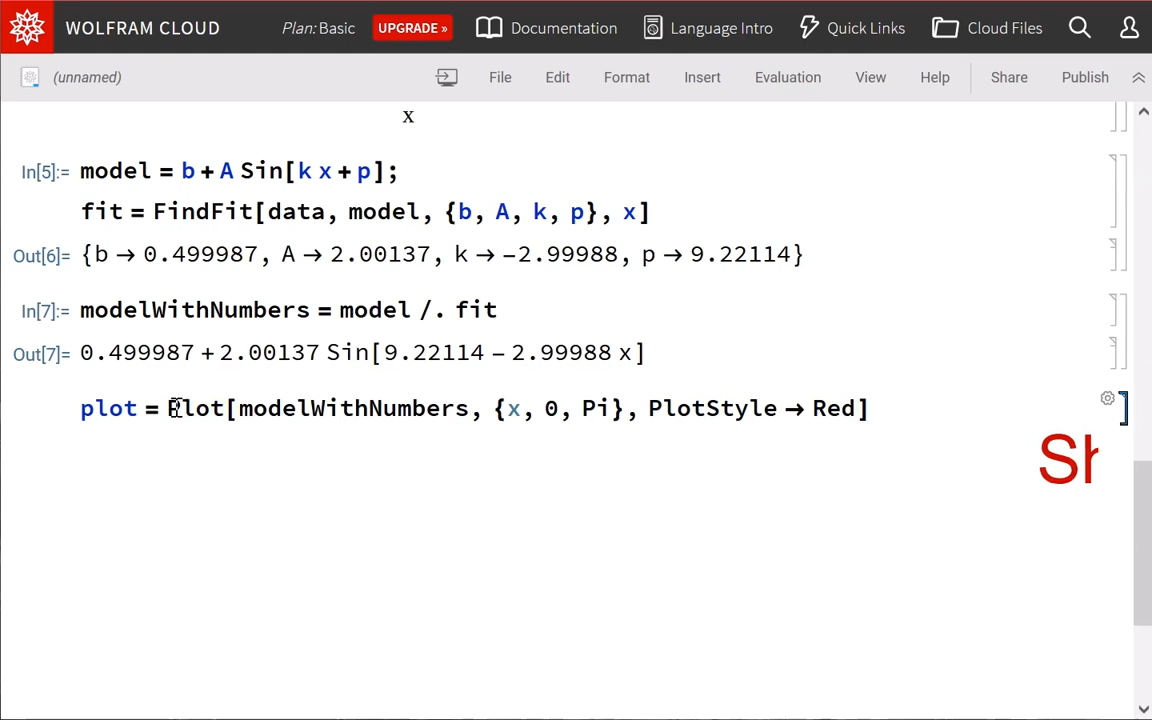 WOLFRAM CLOUD Plan: Basic UPGRADE » Documentation Language Intro Quick Links Cloud Files
(unnamed) File Edit Format Insert Evaluation View Help Share Publish
x
In[5]:= model = b + A Sin[k x + p];
fit = FindFit[data, model, {b, A, k, p}, x]
Out[6]= {b → 0.499987, A → 2.00137, k → −2.99988, p → 9.22114}
In[7]:= modelWithNumbers = model /. fit
Out[7]= 0.499987 + 2.00137 Sin[9.22114 − 2.99988 x]
plot = Plot[modelWithNumbers, {x, 0, Pi}, PlotStyle → Red]
Sh